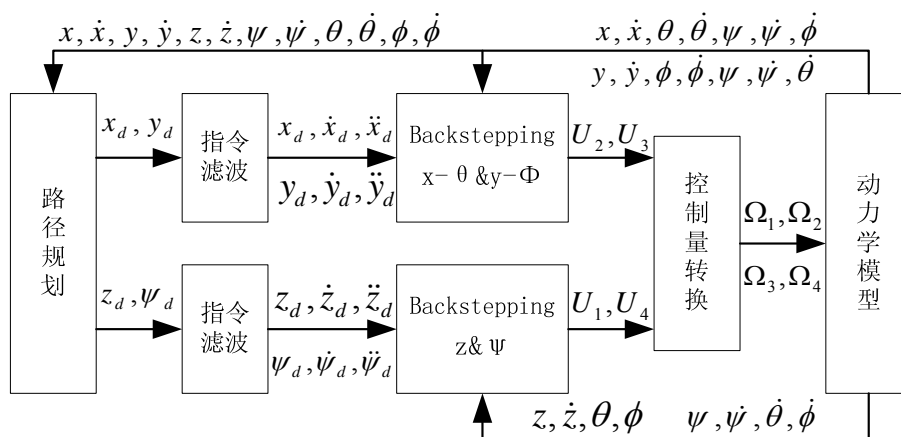 x, ẋ, y, ẏ, z, ż, ψ, ψ̇, θ, θ̇, ϕ, ϕ̇
x, ẋ, θ, θ̇, ψ, ψ̇, ϕ̇
y, ẏ, ϕ, ϕ̇, ψ, ψ̇, θ̇
路径规划
x_d, y_d
指令
滤波
x_d, ẋ_d, ẍ_d
y_d, ẏ_d, ÿ_d
Backstepping
x-θ&y-Φ
U_2, U_3
控制量转换
Ω_1, Ω_2
Ω_3, Ω_4
动力学模型
z_d, ψ_d
指令
滤波
z_d, ż_d, z̈_d
ψ_d, ψ̇_d, ψ̈_d
Backstepping
z&Ψ
U_1, U_4
z, ż, θ, ϕ
ψ, ψ̇, θ̇, ϕ̇